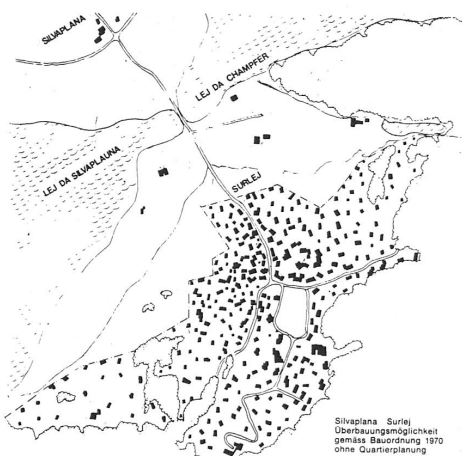 SILVAPLANA
LEJ DA CHAMPFER
LEJ DA SILVAPLAUNA
SURLEJ
Silvaplana Surlej
Überbauungsmöglichkeit
gemäss Bauordnung 1970
ohne Quartierplanung